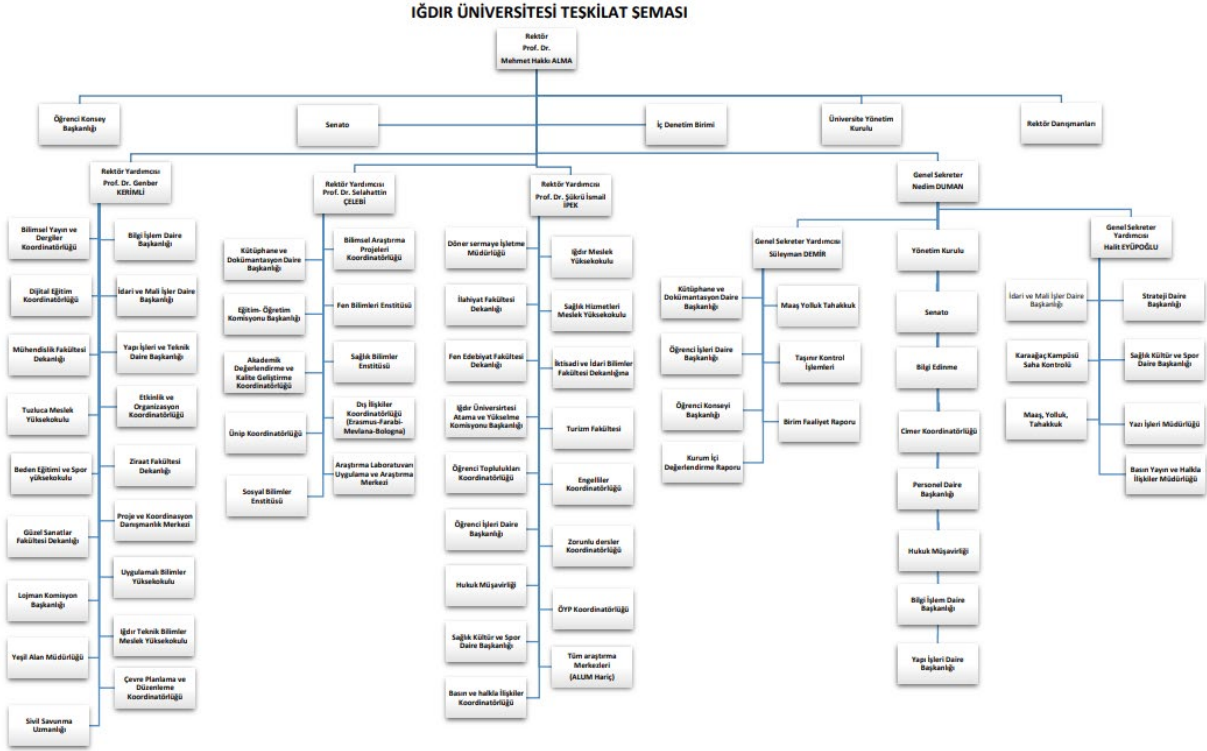 IĞDIR ÜNİVERSİTESİ TEŞKİLAT ŞEMASI
Rektör
Prof. Dr.
Mehmet Hakkı ALMA
Öğrenci Konsey
Başkanlığı
Senato
İç Denetim Birimi
Üniversite Yönetim
Kurulu
Rektör Danışmanları
Rektör Yardımcısı
Prof. Dr. Genber
KERİMLİ
Bilimsel Yayın ve
Dergiler
Koordinatörlüğü
Bilgi İşlem Daire
Başkanlığı
Dijital Eğitim
Koordinatörlüğü
İdari ve Mali İşler Daire
Başkanlığı
Mühendislik Fakültesi
Dekanlığı
Yapı İşleri ve Teknik
Daire Başkanlığı
Tuzluca Meslek
Yüksekokulu
Etkinlik ve
Organizasyon
Koordinatörlüğü
Beden Eğitimi ve Spor
yüksekokulu
Ziraat Fakültesi
Dekanlığı
Güzel Sanatlar
Fakültesi Dekanlığı
Proje ve Koordinasyon
Danışmanlık Merkezi
Lojman Komisyon
Başkanlığı
Uygulamalı Bilimler
Yüksekokulu
Yeşil Alan Müdürlüğü
Iğdır Teknik Bilimler
Meslek Yüksekokulu
Çevre Planlama ve
Düzenleme
Koordinatörlüğü
Sivil Savunma
Uzmanlığı
Rektör Yardımcısı
Prof. Dr. Selahattin
ÇELEBİ
Kütüphane ve
Dokümantasyon Daire
Başkanlığı
Bilimsel Araştırma
Projeleri
Koordinatörlüğü
Eğitim- Öğretim
Komisyonu Başkanlığı
Fen Bilimleri Enstitüsü
Akademik
Değerlendirme ve
Kalite Geliştirme
Koordinatörlüğü
Sağlık Bilimler
Enstitüsü
Ünip Koordinatörlüğü
Dış İlişkiler
Koordinatörlüğü
(Erasmus-Farabi-
Mevlana-Bologna)
Sosyal Bilimler
Enstitüsü
Araştırma Laboratuvarı
Uygulama ve Araştırma
Merkezi
Rektör Yardımcısı
Prof. Dr. Şükrü İsmail
İPEK
Döner sermaye İşletme
Müdürlüğü
Iğdır Meslek
Yüksekokulu
İlahiyat Fakültesi
Dekanlığı
Sağlık Hizmetleri
Meslek Yüksekokulu
Fen Edebiyat Fakültesi
Dekanlığı
İktisadi ve İdari Bilimler
Fakültesi Dekanlığına
Iğdır Üniversirtesi
Atama ve Yükselme
Komisyonu Başkanlığı
Turizm Fakültesi
Öğrenci Toplulukları
Koordinatörlüğü
Engelliler
Koordinatörlüğü
Öğrenci İşleri Daire
Başkanlığı
Zorunlu dersler
Koordinatörlüğü
Hukuk Müşavirliği
ÖYP Koordinatörlüğü
Sağlık Kültür ve Spor
Daire Başkanlığı
Tüm araştırma
Merkezleri
(ALUM Hariç)
Basın ve halkla İlişkiler
Koordinatörlüğü
Genel Sekreter
Nedim DUMAN
Genel Sekreter Yardımcısı
Süleyman DEMİR
Kütüphane ve
Dokümantasyon Daire
Başkanlığı
Maaş Yolluk Tahakkuk
Öğrenci İşleri Daire
Başkanlığı
Taşınır Kontrol
İşlemleri
Öğrenci Konseyi
Başkanlığı
Birim Faaliyet Raporu
Kurum İçi
Değerlendirme Raporu
Yönetim Kurulu
Senato
Bilgi Edinme
Cimer Koordinatörlüğü
Personel Daire
Başkanlığı
Hukuk Müşavirliği
Bilgi İşlem Daire
Başkanlığı
Yapı İşleri Daire
Başkanlığı
Genel Sekreter
Yardımcısı
Halit EYÜPOĞLU
İdari ve Mali İşler Daire
Başkanlığı
Strateji Daire
Başkanlığı
Karaağaç Kampüsü
Saha Kontrolü
Sağlık Kültür ve Spor
Daire Başkanlığı
Maaş, Yolluk,
Tahakkuk
Yazı İşleri Müdürlüğü
Basın Yayın ve Halkla
İlişkiler Müdürlüğü